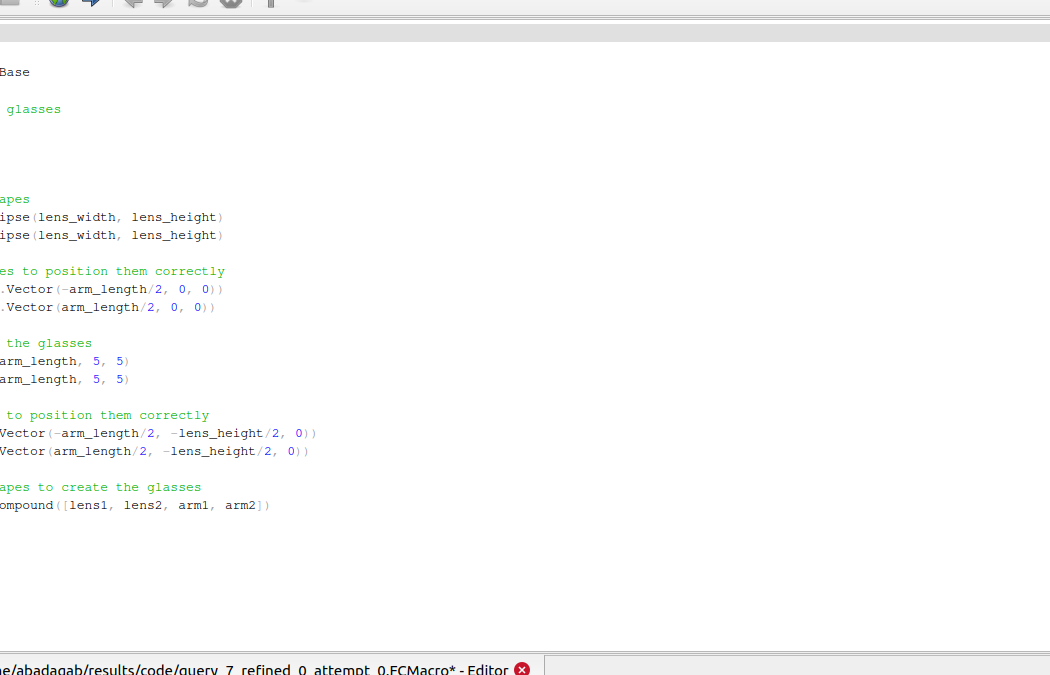 Base
glasses
apes
ipse(lens_width, lens_height)
ipse(lens_width, lens_height)
es to position them correctly
.Vector(-arm_length/2, 0, 0))
.Vector(arm_length/2, 0, 0))
the glasses
arm_length, 5, 5)
arm_length, 5, 5)
to position them correctly
Vector(-arm_length/2, -lens_height/2, 0))
Vector(arm_length/2, -lens_height/2, 0))
apes to create the glasses
ompound([lens1, lens2, arm1, arm2])
ne/abadagab/results/code/query_7_refined_0_attempt_0.FCMacro* - Editor